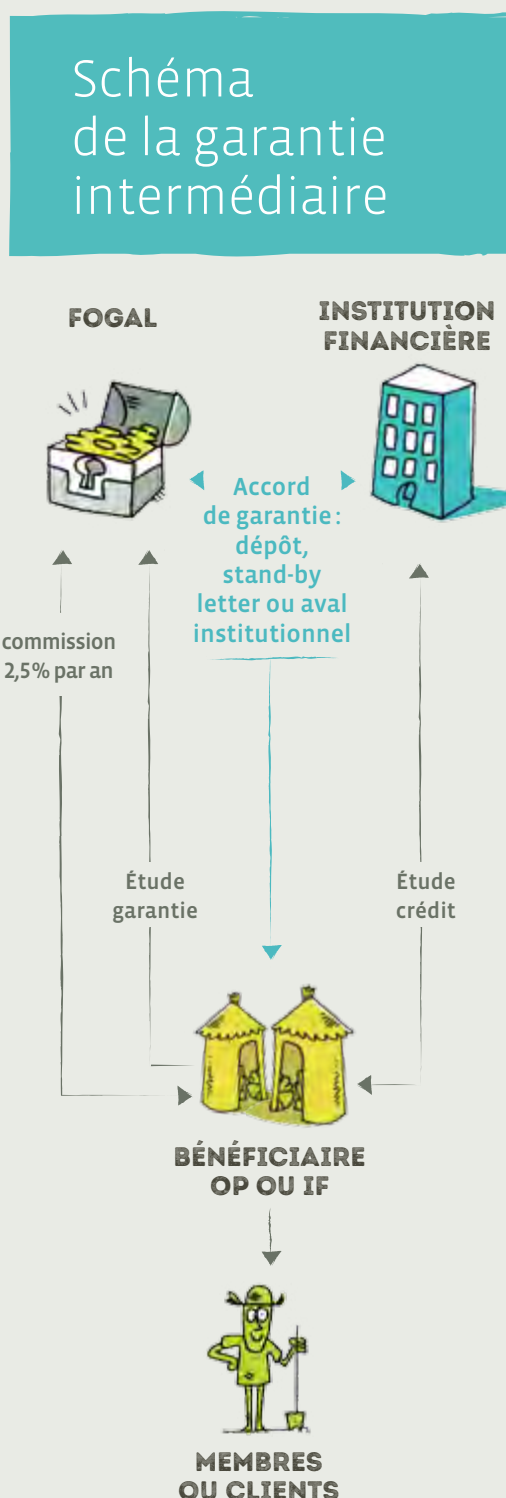 Schéma
de la garantie
intermédiaire
FOGAL
INSTITUTION
FINANCIÈRE
Accord
de garantie :
dépôt,
stand-by
letter ou aval
institutionnel
commission
2,5% par an
Étude
garantie
Étude
crédit
BÉNÉFICIAIRE
OP OU IF
MEMBRES
OU CLIENTS